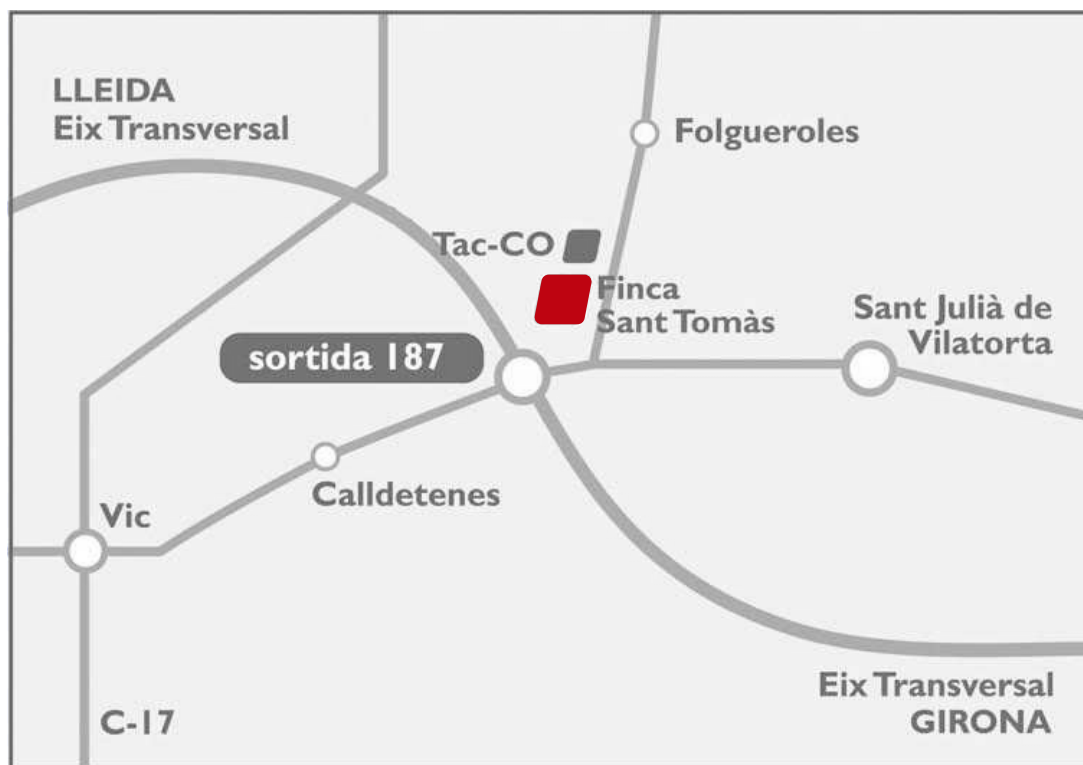 LLEIDA
Eix Transversal
Folgueroles
Tac-CO
Finca
Sant Tomàs
Sant Julià de
Vilatorta
sortida 187
Calldetenes
Vic
C-17
Eix Transversal
GIRONA